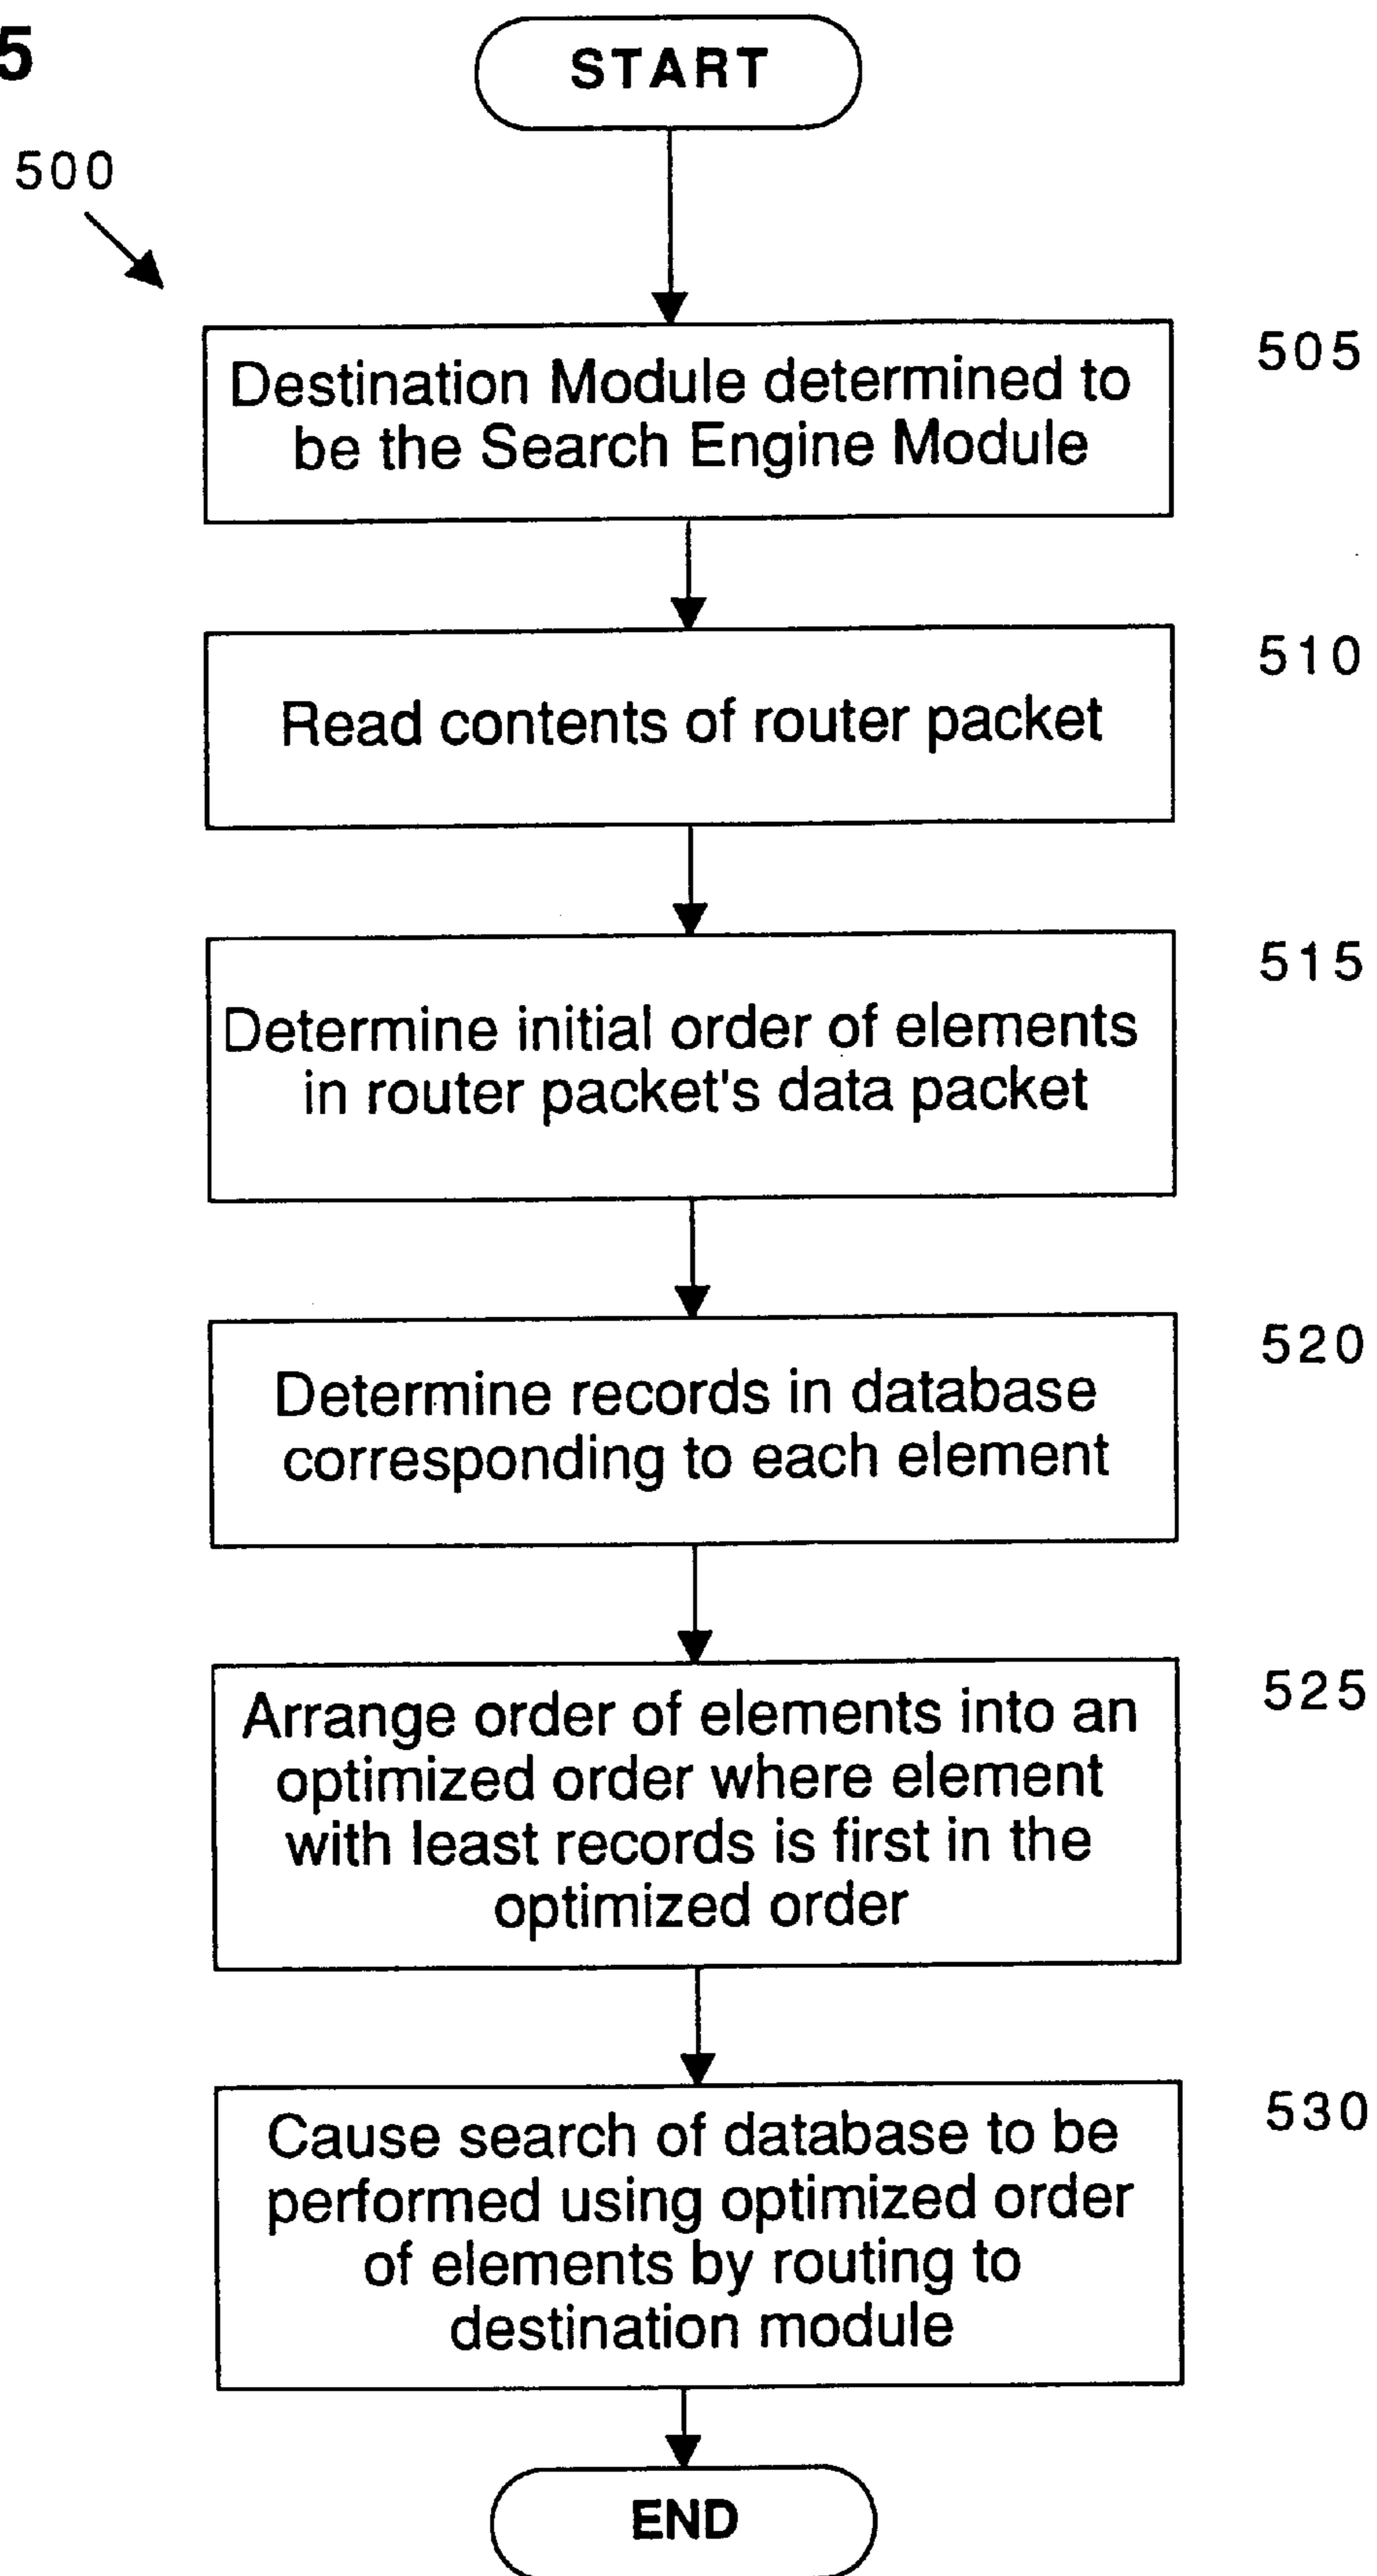 5
START
500
Destination Module determined to
be the Search Engine Module
505
Read contents of router packet
510
Determine initial order of elements
in router packet's data packet
515
Determine records in database
corresponding to each element
520
Arrange order of elements into an
optimized order where element
with least records is first in the
optimized order
525
Cause search of database to be
performed using optimized order
of elements by routing to
destination module
530
END